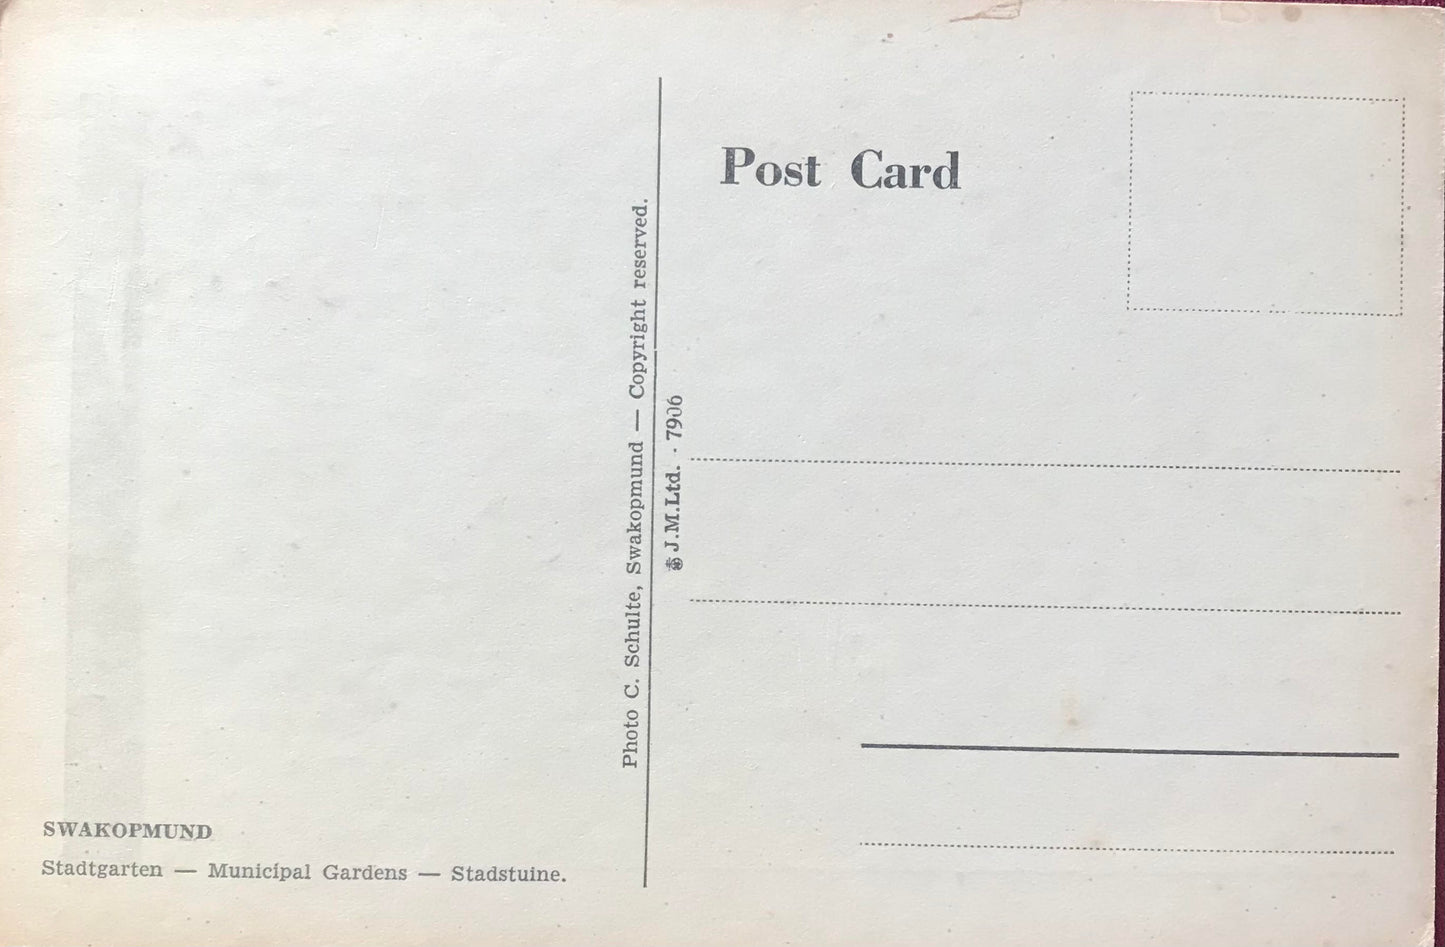 Post Card
Photo C. Schulte, Swakopmund — Copyright reserved.
J.M.Ltd. · 7906
SWAKOPMUND
Stadtgarten — Municipal Gardens — Stadstuine.